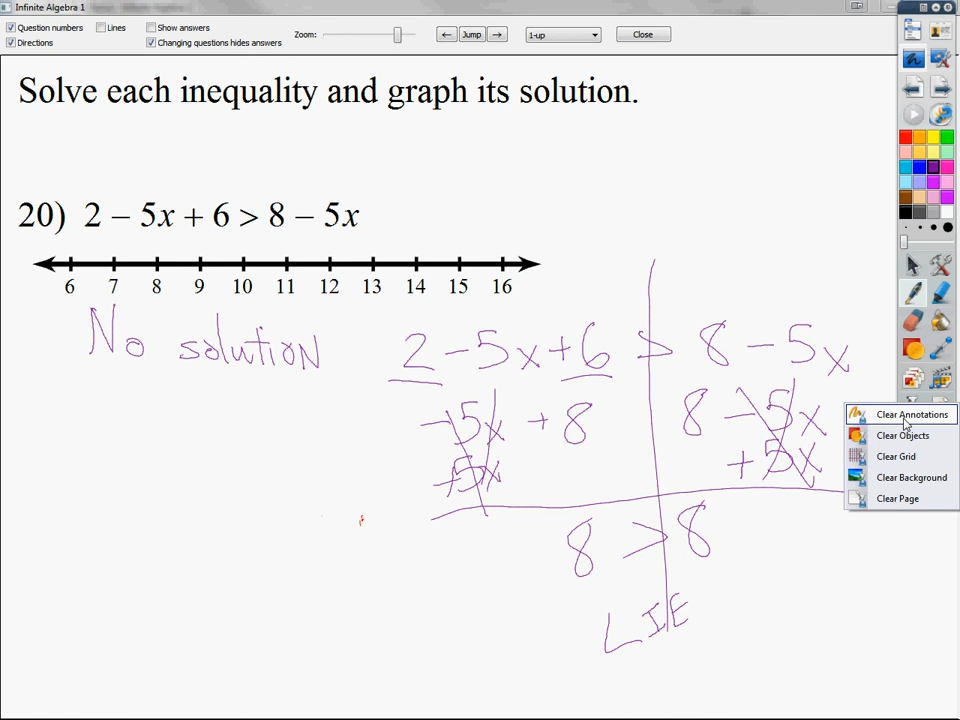 Infinite Algebra 1
Question numbers Lines Show answers
Directions Changing questions hides answers
Zoom: ← Jump → 1-up Close
Solve each inequality and graph its solution.
20) 2 − 5x + 6 > 8 − 5x
6 7 8 9 10 11 12 13 14 15 16
No solution
2 − 5x + 6 > 8 − 5x
−5x + 8 8 − 5x
+5x +5x
8 > 8
LIE
Clear Annotations
Clear Objects
Clear Grid
Clear Background
Clear Page